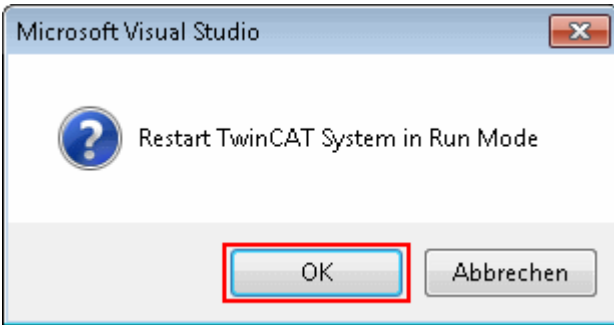 Microsoft Visual Studio
Restart TwinCAT System in Run Mode
OK
Abbrechen